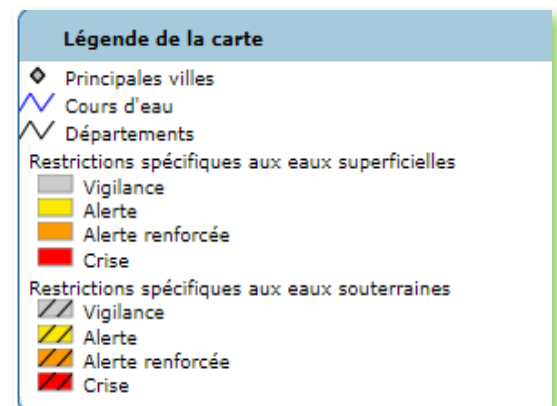 Légende de la carte
Principales villes
Cours d'eau
Départements
Restrictions spécifiques aux eaux superficielles
Vigilance
Alerte
Alerte renforcée
Crise
Restrictions spécifiques aux eaux souterraines
Vigilance
Alerte
Alerte renforcée
Crise